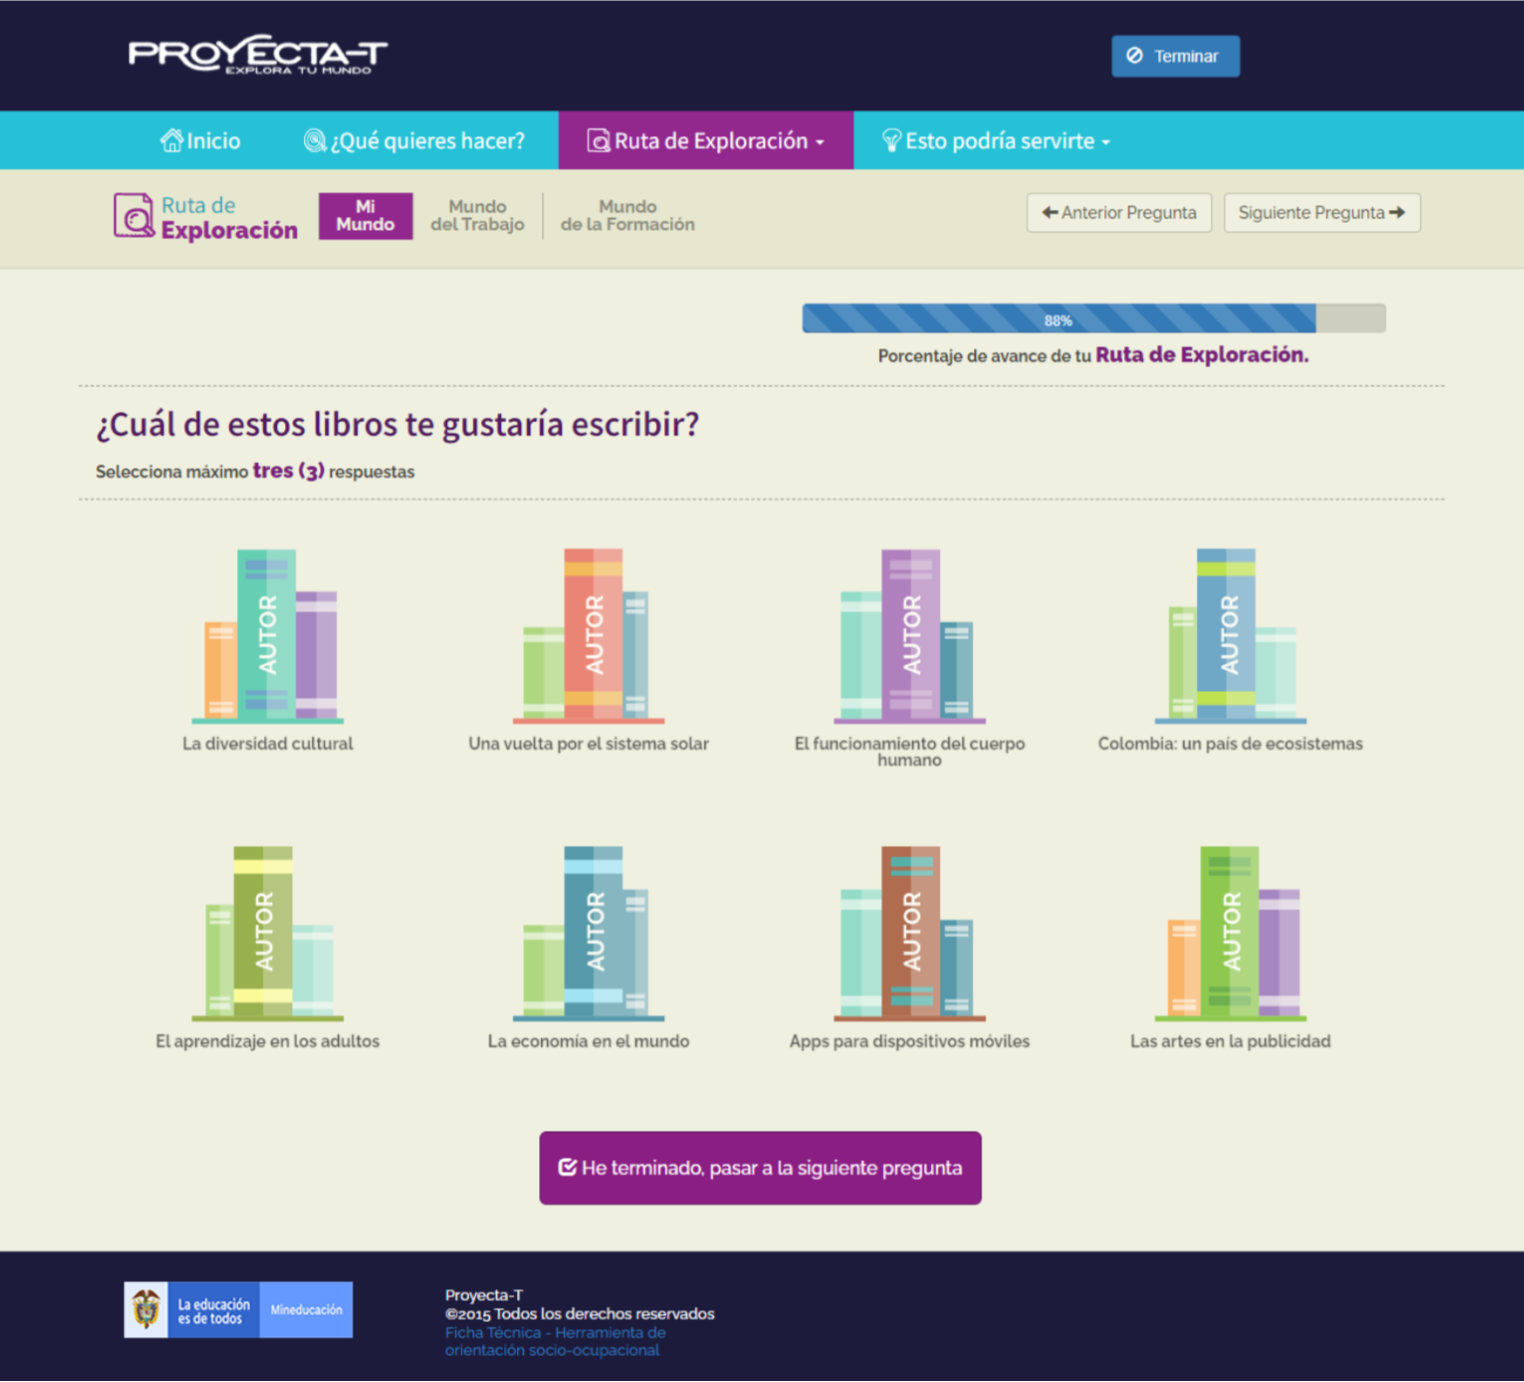 PROYECTA-T
EXPLORA TU MUNDO
Terminar
Inicio
¿Qué quieres hacer?
Ruta de Exploración
Esto podría servirte
Ruta de
Exploración
Mi
Mundo
Mundo
del Trabajo
Mundo
de la Formación
Anterior Pregunta
Siguiente Pregunta
88%
Porcentaje de avance de tu Ruta de Exploración.
¿Cuál de estos libros te gustaría escribir?
Selecciona máximo tres (3) respuestas
AUTOR
AUTOR
AUTOR
AUTOR
La diversidad cultural
Una vuelta por el sistema solar
El funcionamiento del cuerpo
humano
Colombia: un país de ecosistemas
AUTOR
AUTOR
AUTOR
AUTOR
El aprendizaje en los adultos
La economía en el mundo
Apps para dispositivos móviles
Las artes en la publicidad
He terminado, pasar a la siguiente pregunta
La educación
es de todos
Mineducación
Proyecta-T
©2015 Todos los derechos reservados
Ficha Técnica - Herramienta de
orientación socio-ocupacional